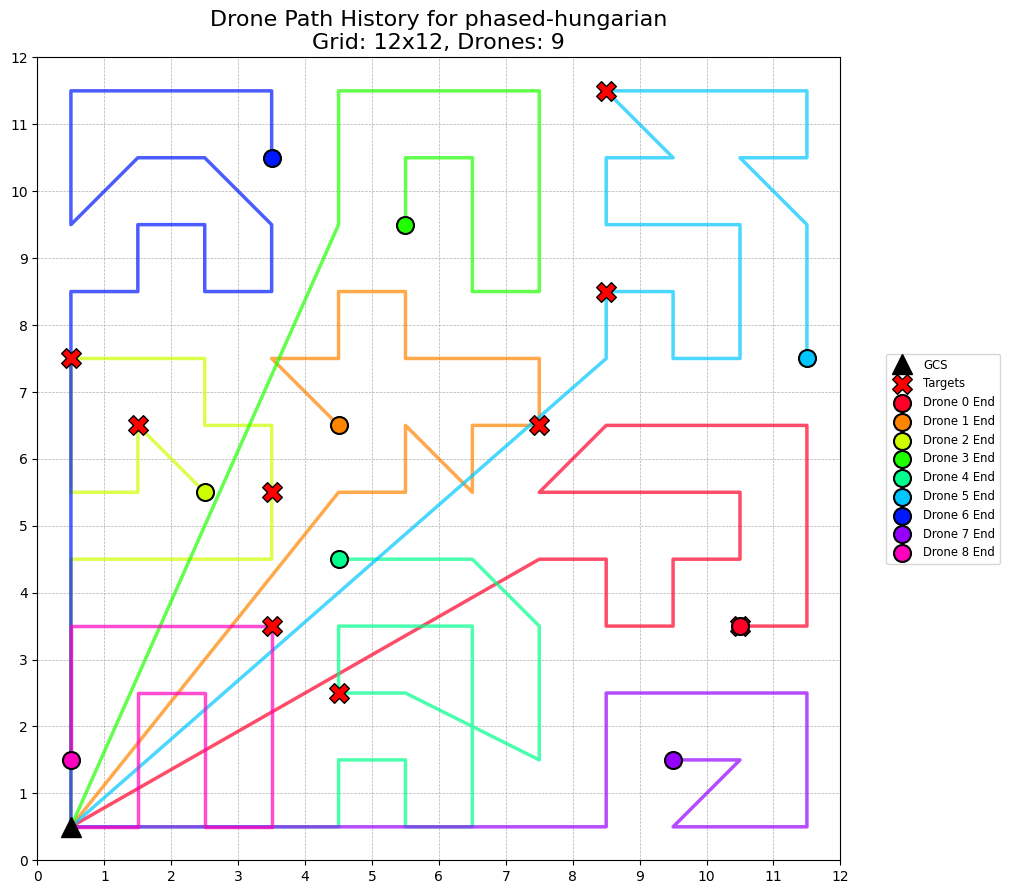 Drone Path History for phased-hungarian
Grid: 12x12, Drones: 9
12
11
10
9
8
7
6
5
4
3
2
1
0
0 1 2 3 4 5 6 7 8 9 10 11 12
GCS
Targets
Drone 0 End
Drone 1 End
Drone 2 End
Drone 3 End
Drone 4 End
Drone 5 End
Drone 6 End
Drone 7 End
Drone 8 End